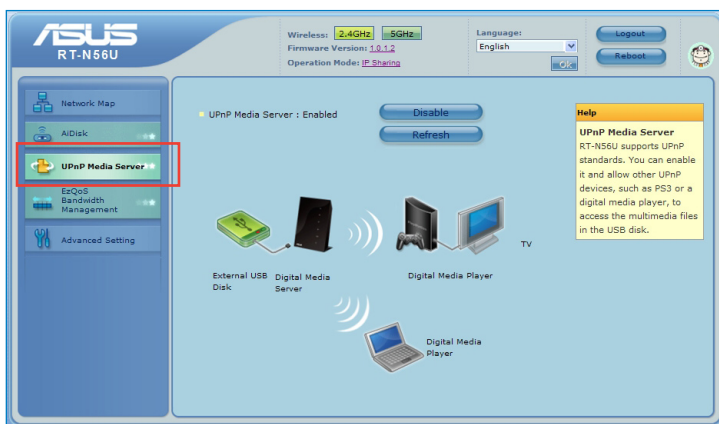 ASUS
RT-N56U
Wireless: 2.4GHz 5GHz
Firmware Version: 1.0.1.2
Operation Mode: IP Sharing
Language:
English
OK
Logout
Reboot
Network Map
AiDisk
UPnP Media Server
EzQoS
Bandwidth
Management
Advanced Setting
UPnP Media Server : Enabled
Disable
Refresh
External USB
Disk
Digital Media
Server
Digital Media Player
TV
Digital Media
Player
Help
UPnP Media Server
RT-N56U supports UPnP
standards. You can enable
it and allow other UPnP
devices, such as PS3 or a
digital media player, to
access the multimedia files
in the USB disk.